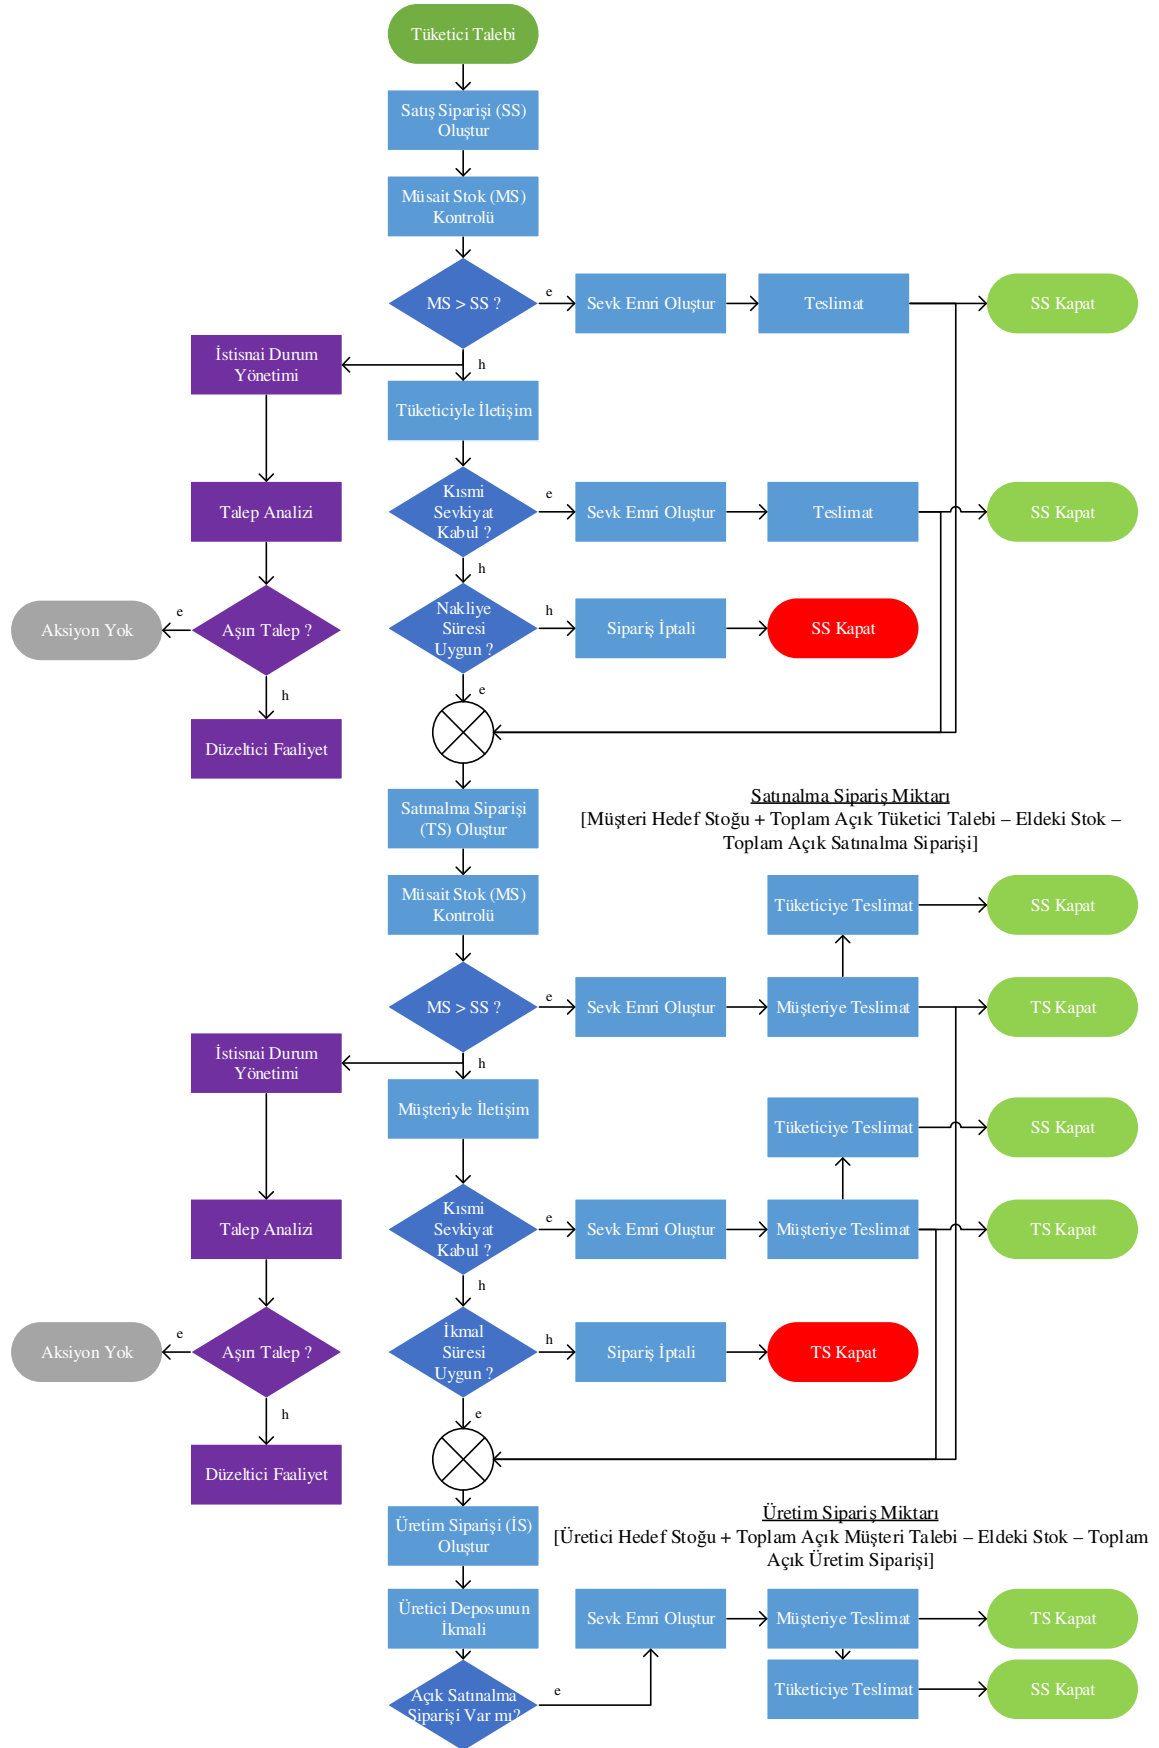 Tüketici Talebi
Satış Siparişi (SS)
Oluştur
Müsait Stok (MS)
Kontrolü
MS > SS ?
e
Sevk Emri Oluştur
Teslimat
SS Kapat
h
İstisnai Durum
Yönetimi
Tüketiciyle İletişim
Talep Analizi
Kısmi
Sevkiyat
Kabul ?
e
Sevk Emri Oluştur
Teslimat
SS Kapat
h
Aksiyon Yok
e
Aşırı Talep ?
Nakliye
Süresi
Uygun ?
h
Sipariş İptali
SS Kapat
h
e
Düzeltici Faaliyet
Satınalma Siparişi
(TS) Oluştur
Satınalma Sipariş Miktarı
[Müşteri Hedef Stoğu + Toplam Açık Tüketici Talebi – Eldeki Stok –
Toplam Açık Satınalma Siparişi]
Müsait Stok (MS)
Kontrolü
Tüketiciye Teslimat
SS Kapat
MS > SS ?
e
Sevk Emri Oluştur
Müşteriye Teslimat
TS Kapat
h
İstisnai Durum
Yönetimi
Müşteriyle İletişim
Tüketiciye Teslimat
SS Kapat
Talep Analizi
Kısmi
Sevkiyat
Kabul ?
e
Sevk Emri Oluştur
Müşteriye Teslimat
TS Kapat
h
Aksiyon Yok
e
Aşırı Talep ?
İkmal
Süresi
Uygun ?
h
Sipariş İptali
TS Kapat
h
e
Düzeltici Faaliyet
Üretim Siparişi (İS)
Oluştur
Üretim Sipariş Miktarı
[Üretici Hedef Stoğu + Toplam Açık Müşteri Talebi – Eldeki Stok – Toplam
Açık Üretim Siparişi]
Üretici Deposunun
İkmali
Sevk Emri Oluştur
Müşteriye Teslimat
TS Kapat
Açık Satınalma
Siparişi Var mı?
e
Tüketiciye Teslimat
SS Kapat